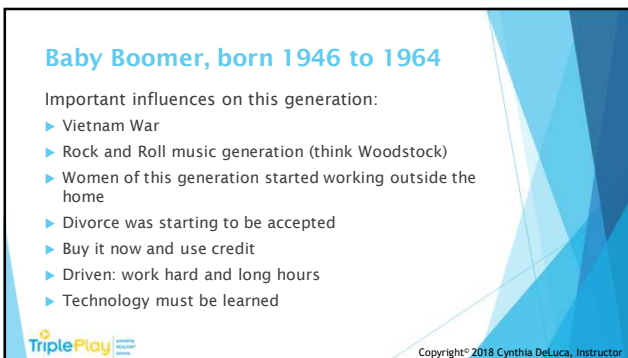 Baby Boomer, born 1946 to 1964
Important influences on this generation:
Vietnam War
Rock and Roll music generation (think Woodstock)
Women of this generation started working outside the
home
Divorce was starting to be accepted
Buy it now and use credit
Driven: work hard and long hours
Technology must be learned
TriplePlay
Copyright© 2018 Cynthia DeLuca, Instructor